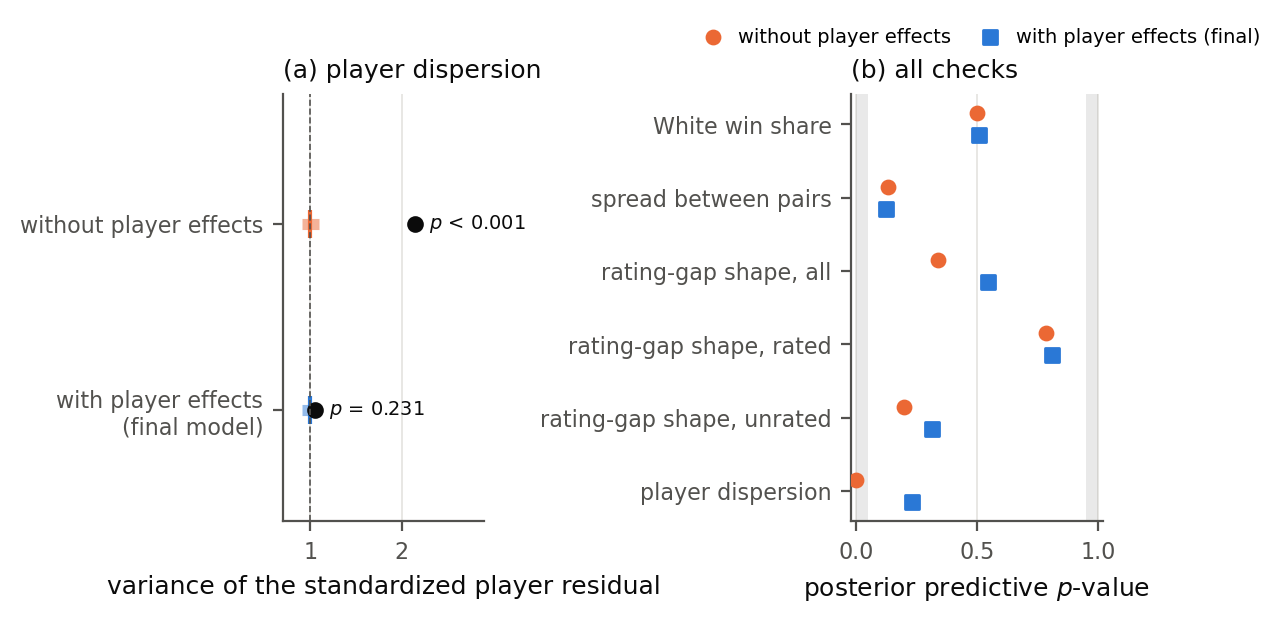 without player effects
with player effects (final)
(a) player dispersion
without player effects
p < 0.001
with player effects
(final model)
p = 0.231
1
2
variance of the standardized player residual
(b) all checks
White win share
spread between pairs
rating-gap shape, all
rating-gap shape, rated
rating-gap shape, unrated
player dispersion
0.0
0.5
1.0
posterior predictive p-value